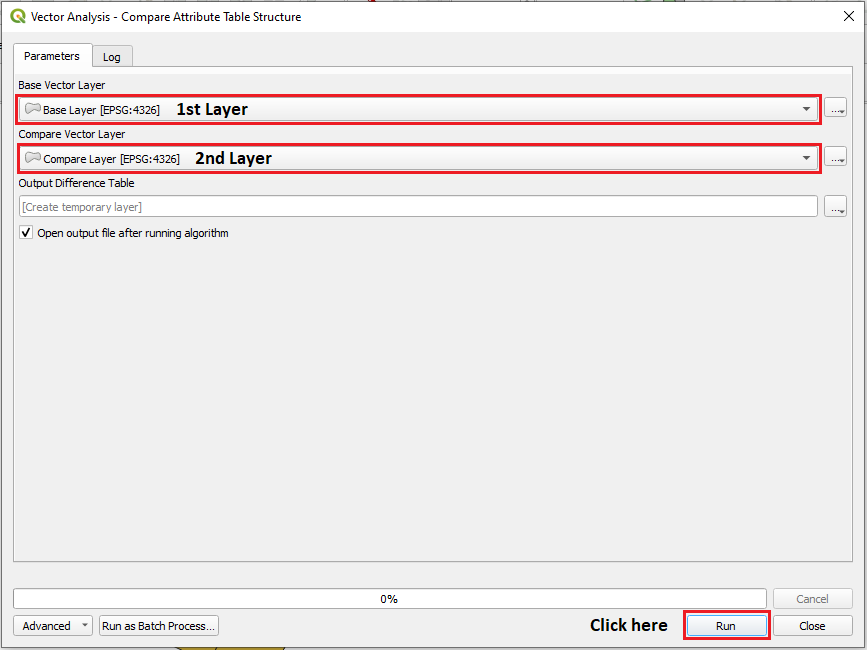 Vector Analysis - Compare Attribute Table Structure
Parameters
Log
Base Vector Layer
Base Layer [EPSG:4326] 1st Layer
...
Compare Vector Layer
Compare Layer [EPSG:4326] 2nd Layer
...
Output Difference Table
[Create temporary layer]
...
Open output file after running algorithm
0%
Cancel
Advanced
Run as Batch Process...
Click here
Run
Close